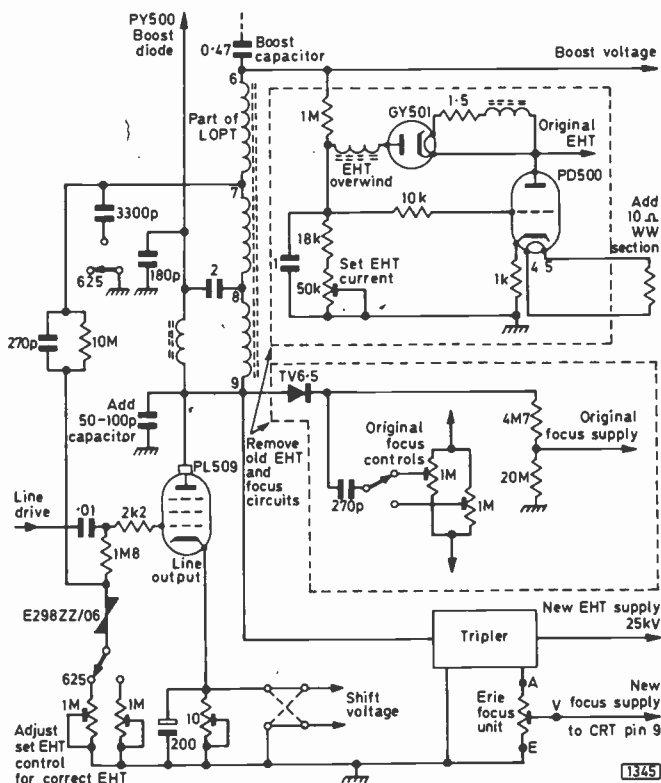 PY500
Boost
diode
0·47
Boost
capacitor
Boost voltage
6
Part of
LOPT
1M
GY501
1·5
Original
EHT
EHT
overwind
PD500
7
3300p
10k
Add
10Ω
WW
section
180p
2
18k
1
Set EHT
current
50k
1k
4 5
625
8
270p
10M
9
TV6·5
Add
50-100p
capacitor
Remove
old EHT
and
focus
circuits
Original
focus
controls
4M7
Original
focus supply
1M
20M
270p
1M
PL509
Line
drive
·01
2k2
1M8
Line
output
E298ZZ/06
New EHT supply
25kV
Tripler
625
1M
1M
A
Shift
voltage
Erie
focus
unit
V
New
focus supply
to CRT pin 9
200
10
E
Adjust
set EHT
control
for correct EHT
1345